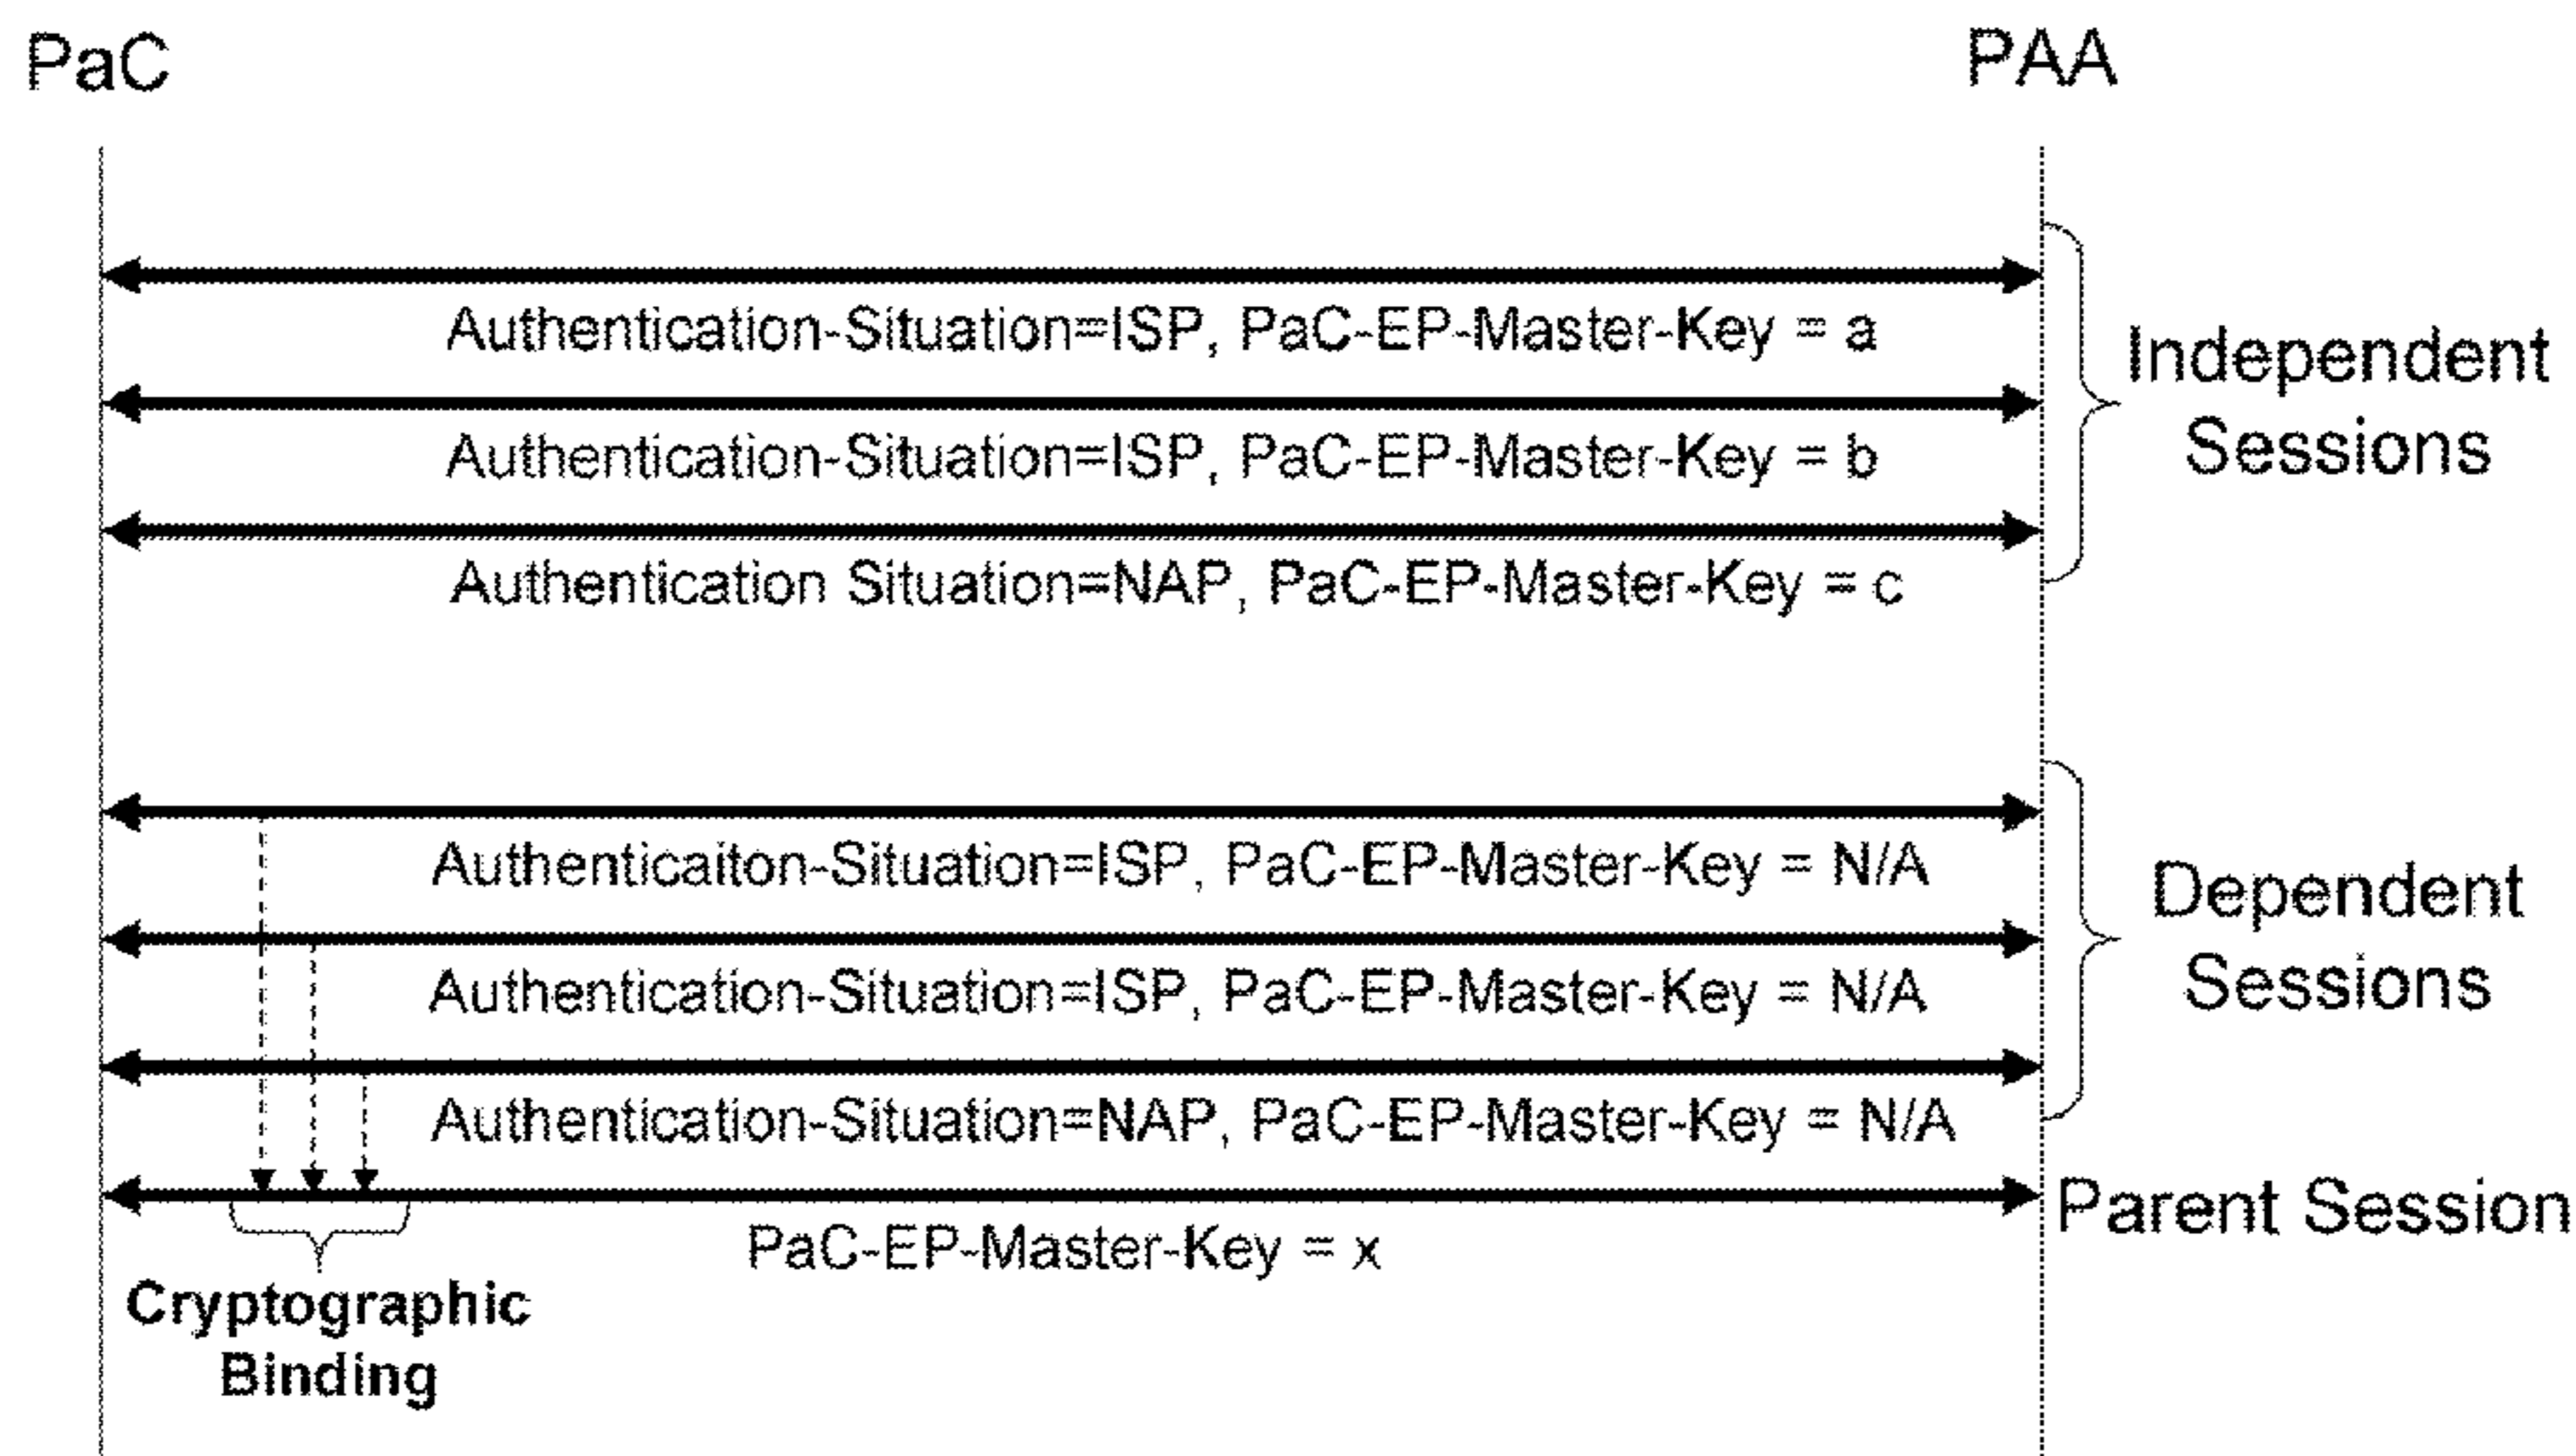 PaC
PAA
Authentication-Situation=ISP, PaC-EP-Master-Key = a
Authentication-Situation=ISP, PaC-EP-Master-Key = b
Authentication Situation=NAP, PaC-EP-Master-Key = c
Independent
Sessions
Authenticaiton-Situation=ISP, PaC-EP-Master-Key = N/A
Authentication-Situation=ISP, PaC-EP-Master-Key = N/A
Authentication-Situation=NAP, PaC-EP-Master-Key = N/A
Dependent
Sessions
Parent Session
PaC-EP-Master-Key = x
Cryptographic
Binding